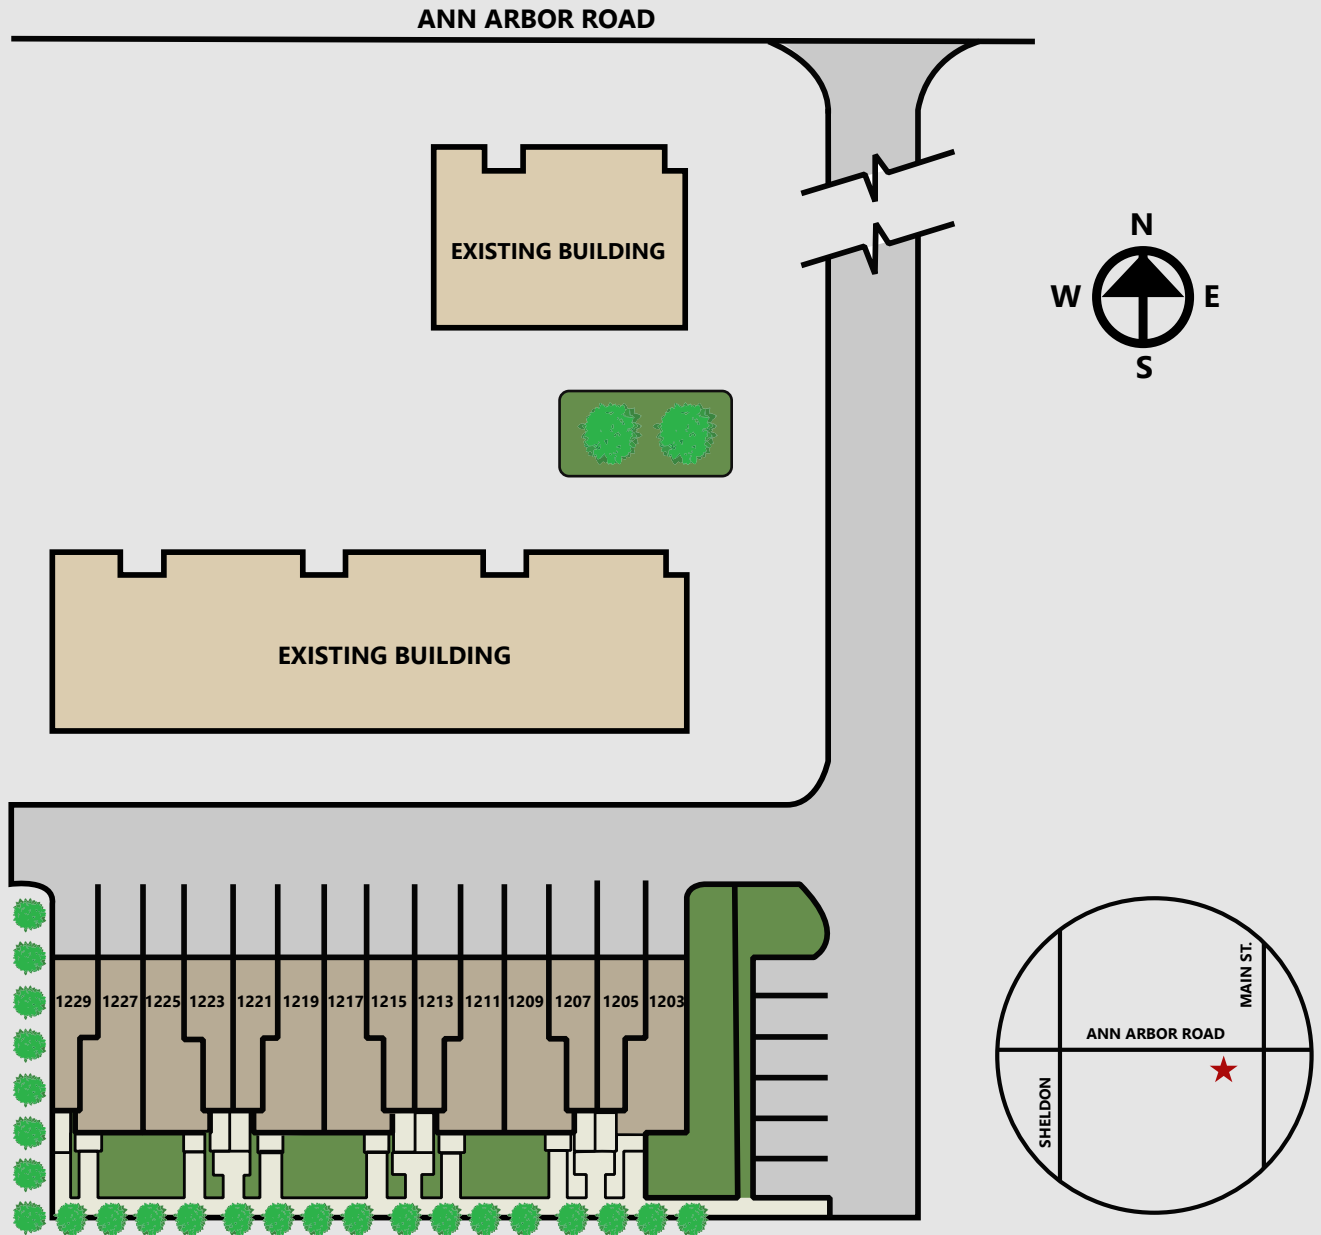 ANN ARBOR ROAD
EXISTING BUILDING
N
W
E
S
EXISTING BUILDING
1229 1227 1225 1223 1221 1219 1217 1215 1213 1211 1209 1207 1205 1203
MAIN ST.
ANN ARBOR ROAD
SHELDON